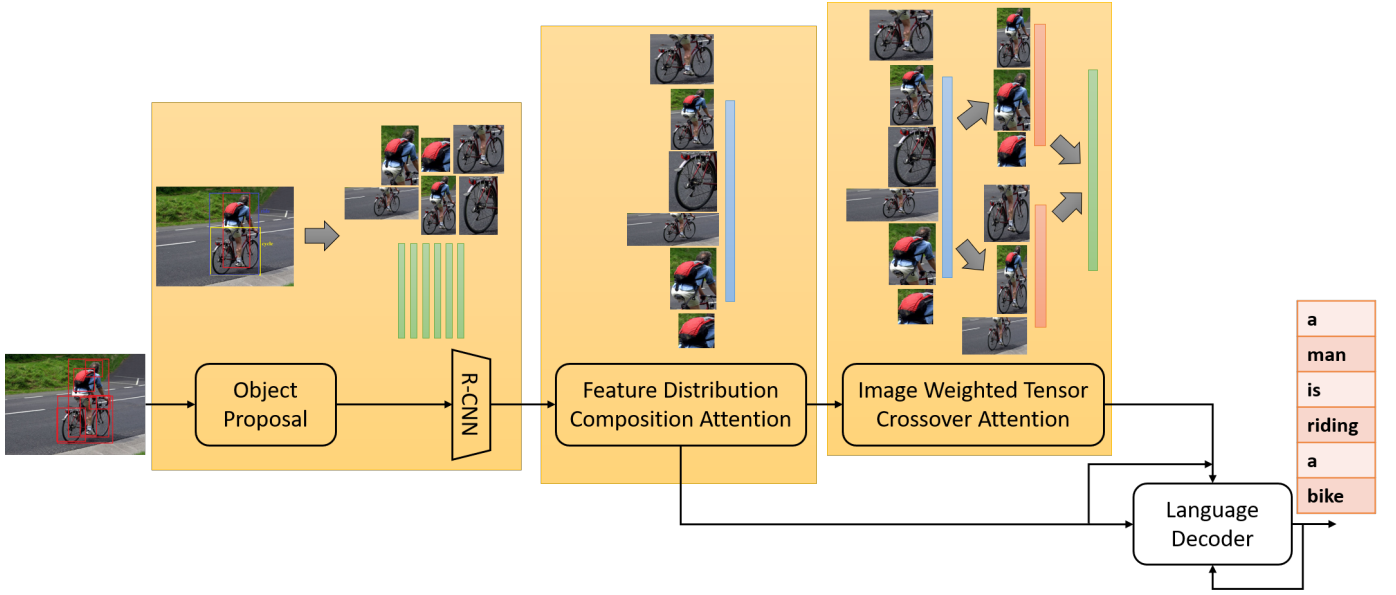 Object
Proposal
R-CNN
Feature Distribution
Composition Attention
Image Weighted Tensor
Crossover Attention
Language
Decoder
a
man
is
riding
a
bike